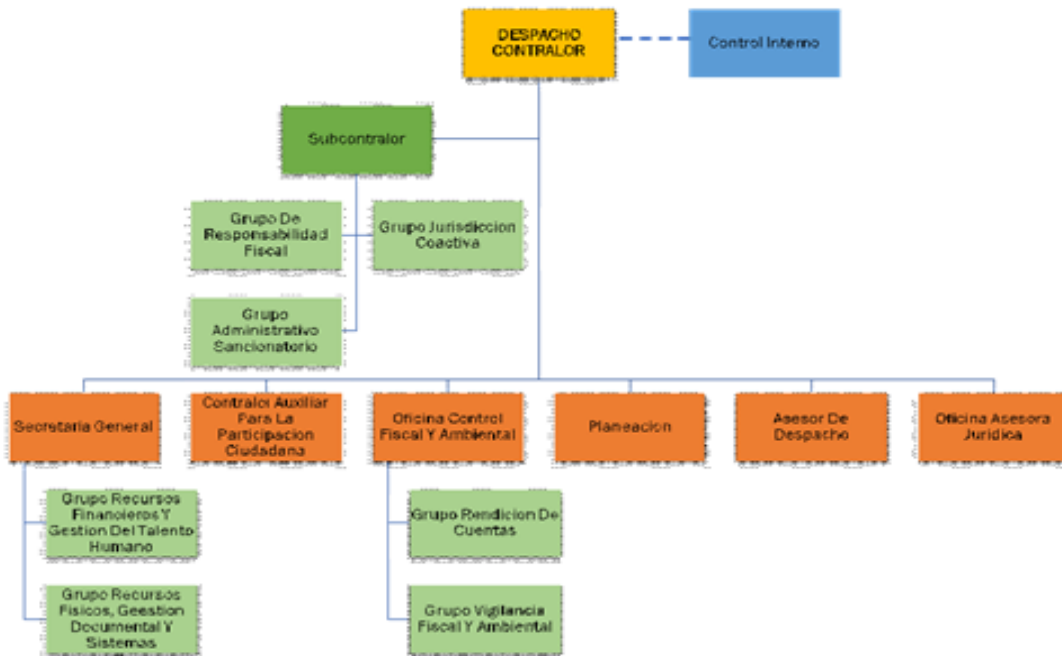 DESPACHO
CONTRALOR
Control Interno
Subcontralor
Grupo De
Responsabilidad
Fiscal
Grupo Jurisdiccion
Coactiva
Grupo
Administrativo
Sancionatorio
Secretaria General
Contralor Auxiliar
Para La
Participacion
Ciudadana
Oficina Control
Fiscal Y Ambiental
Planeacion
Asesor De
Despacho
Oficina Asesora
Juridica
Grupo Recursos
Financieros Y
Gestion Del Talento
Humano
Grupo Rendicion De
Cuentas
Grupo Recursos
Fisicos, Geestion
Documental Y
Sistemas
Grupo Vigilancia
Fiscal Y Ambiental